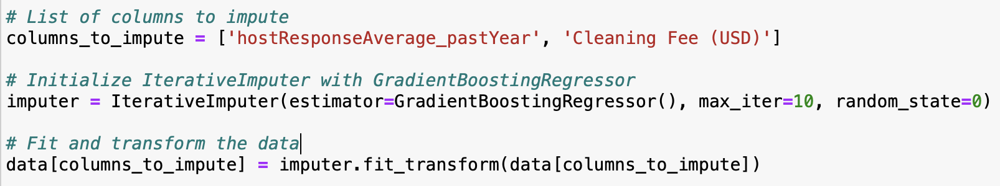 # List of columns to impute
columns_to_impute = ['hostResponseAverage_pastYear', 'Cleaning Fee (USD)']
# Initialize IterativeImputer with GradientBoostingRegressor
imputer = IterativeImputer(estimator=GradientBoostingRegressor(), max_iter=10, random_state=0)
# Fit and transform the data
data[columns_to_impute] = imputer.fit_transform(data[columns_to_impute])